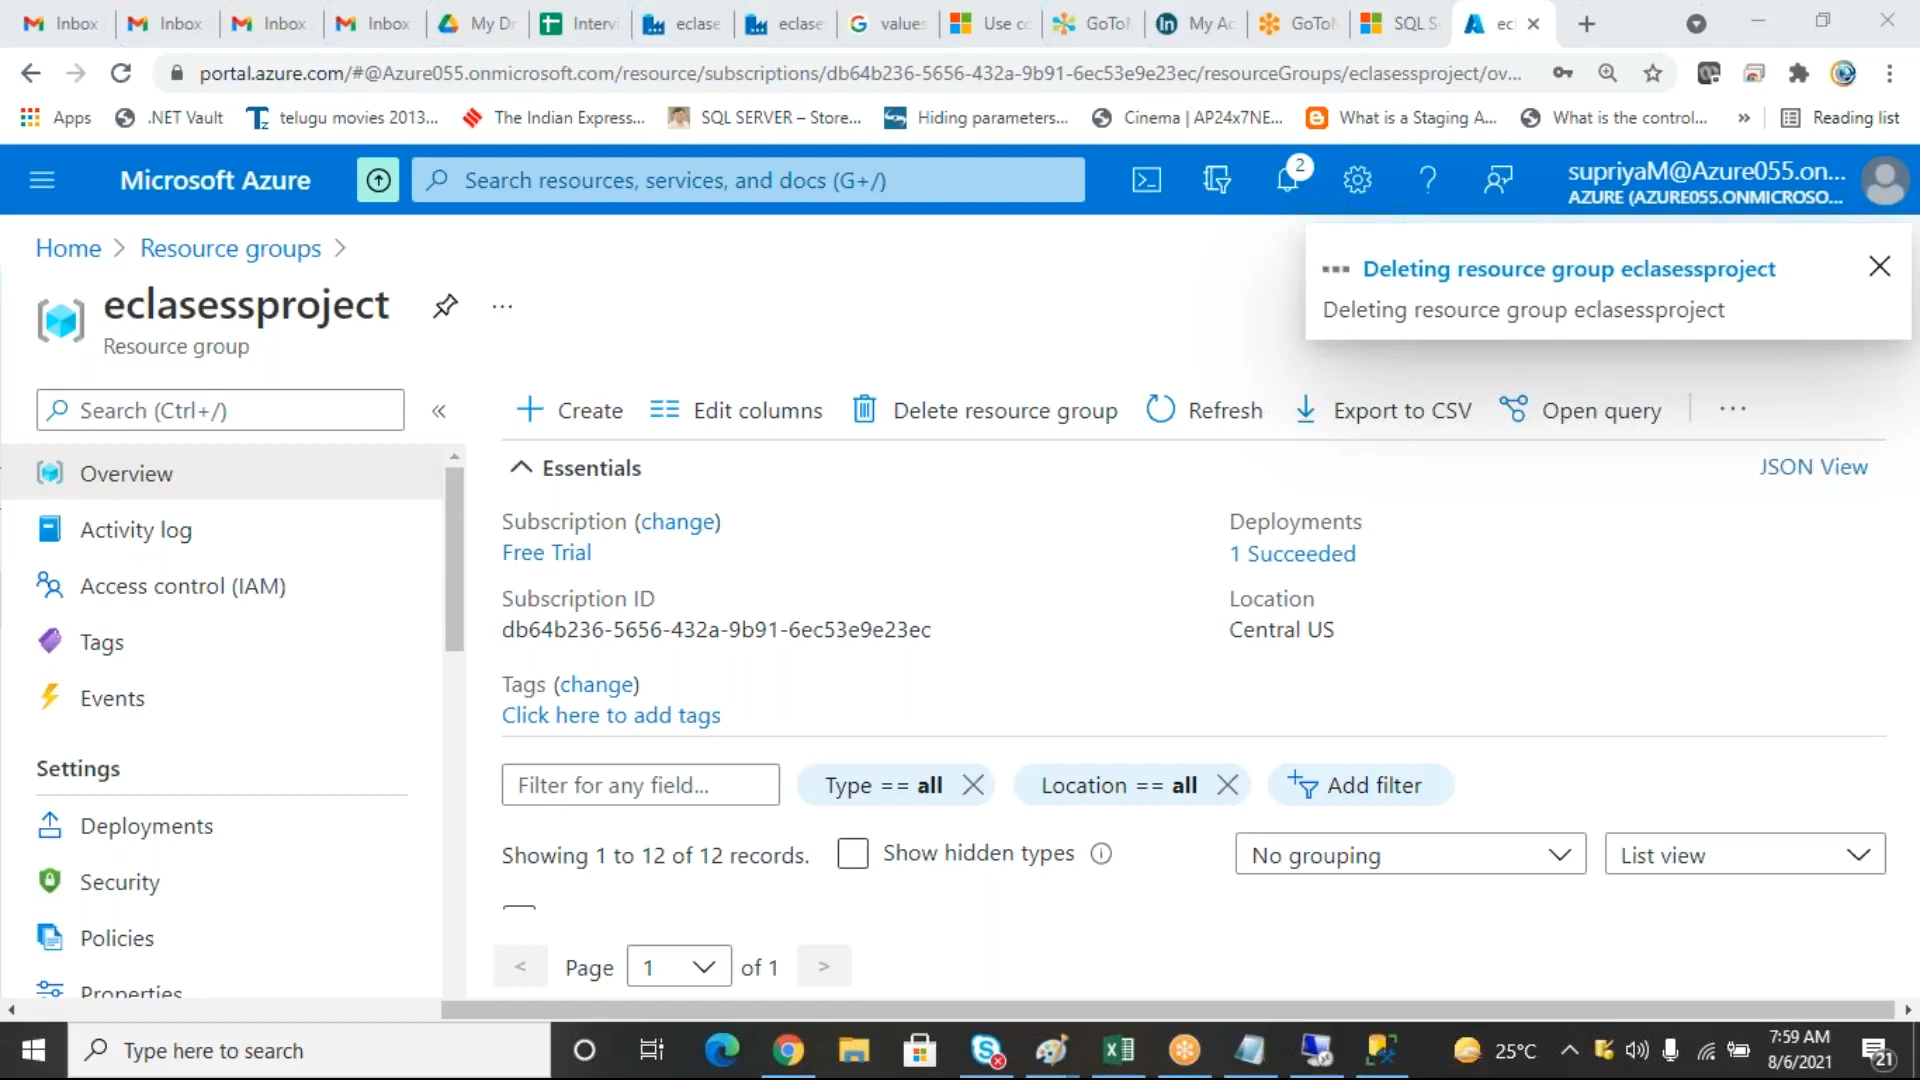 Inbox
Inbox
Inbox
Inbox
My Dr
Intervi
eclase
eclase
values
Use co
GoToM
My Ac
GoToM
SQL S
ecl
portal.azure.com/#@Azure055.onmicrosoft.com/resource/subscriptions/db64b236-5656-432a-9b91-6ec53e9e23ec/resourceGroups/eclasessproject/ov...
Apps
.NET Vault
telugu movies 2013...
The Indian Express...
SQL SERVER – Store...
Hiding parameters...
Cinema | AP24x7NE...
What is a Staging A...
What is the control...
»
Reading list
Microsoft Azure
Search resources, services, and docs (G+/)
2
supriyaM@Azure055.on...
AZURE (AZURE055.ONMICROSO...
Home > Resource groups >
Deleting resource group eclasessproject
Deleting resource group eclasessproject
eclasessproject
...
Resource group
Search (Ctrl+/)
«
Create
Edit columns
Delete resource group
Refresh
Export to CSV
Open query
...
Overview
Activity log
Access control (IAM)
Tags
Events
Settings
Deployments
Security
Policies
Properties
Essentials
JSON View
Subscription (change)
Free Trial
Deployments
1 Succeeded
Subscription ID
db64b236-5656-432a-9b91-6ec53e9e23ec
Location
Central US
Tags (change)
Click here to add tags
Filter for any field...
Type == all
Location == all
Add filter
Showing 1 to 12 of 12 records.
Show hidden types
No grouping
List view
< Page 1 of 1 >
Type here to search
25°C
7:59 AM
8/6/2021
21